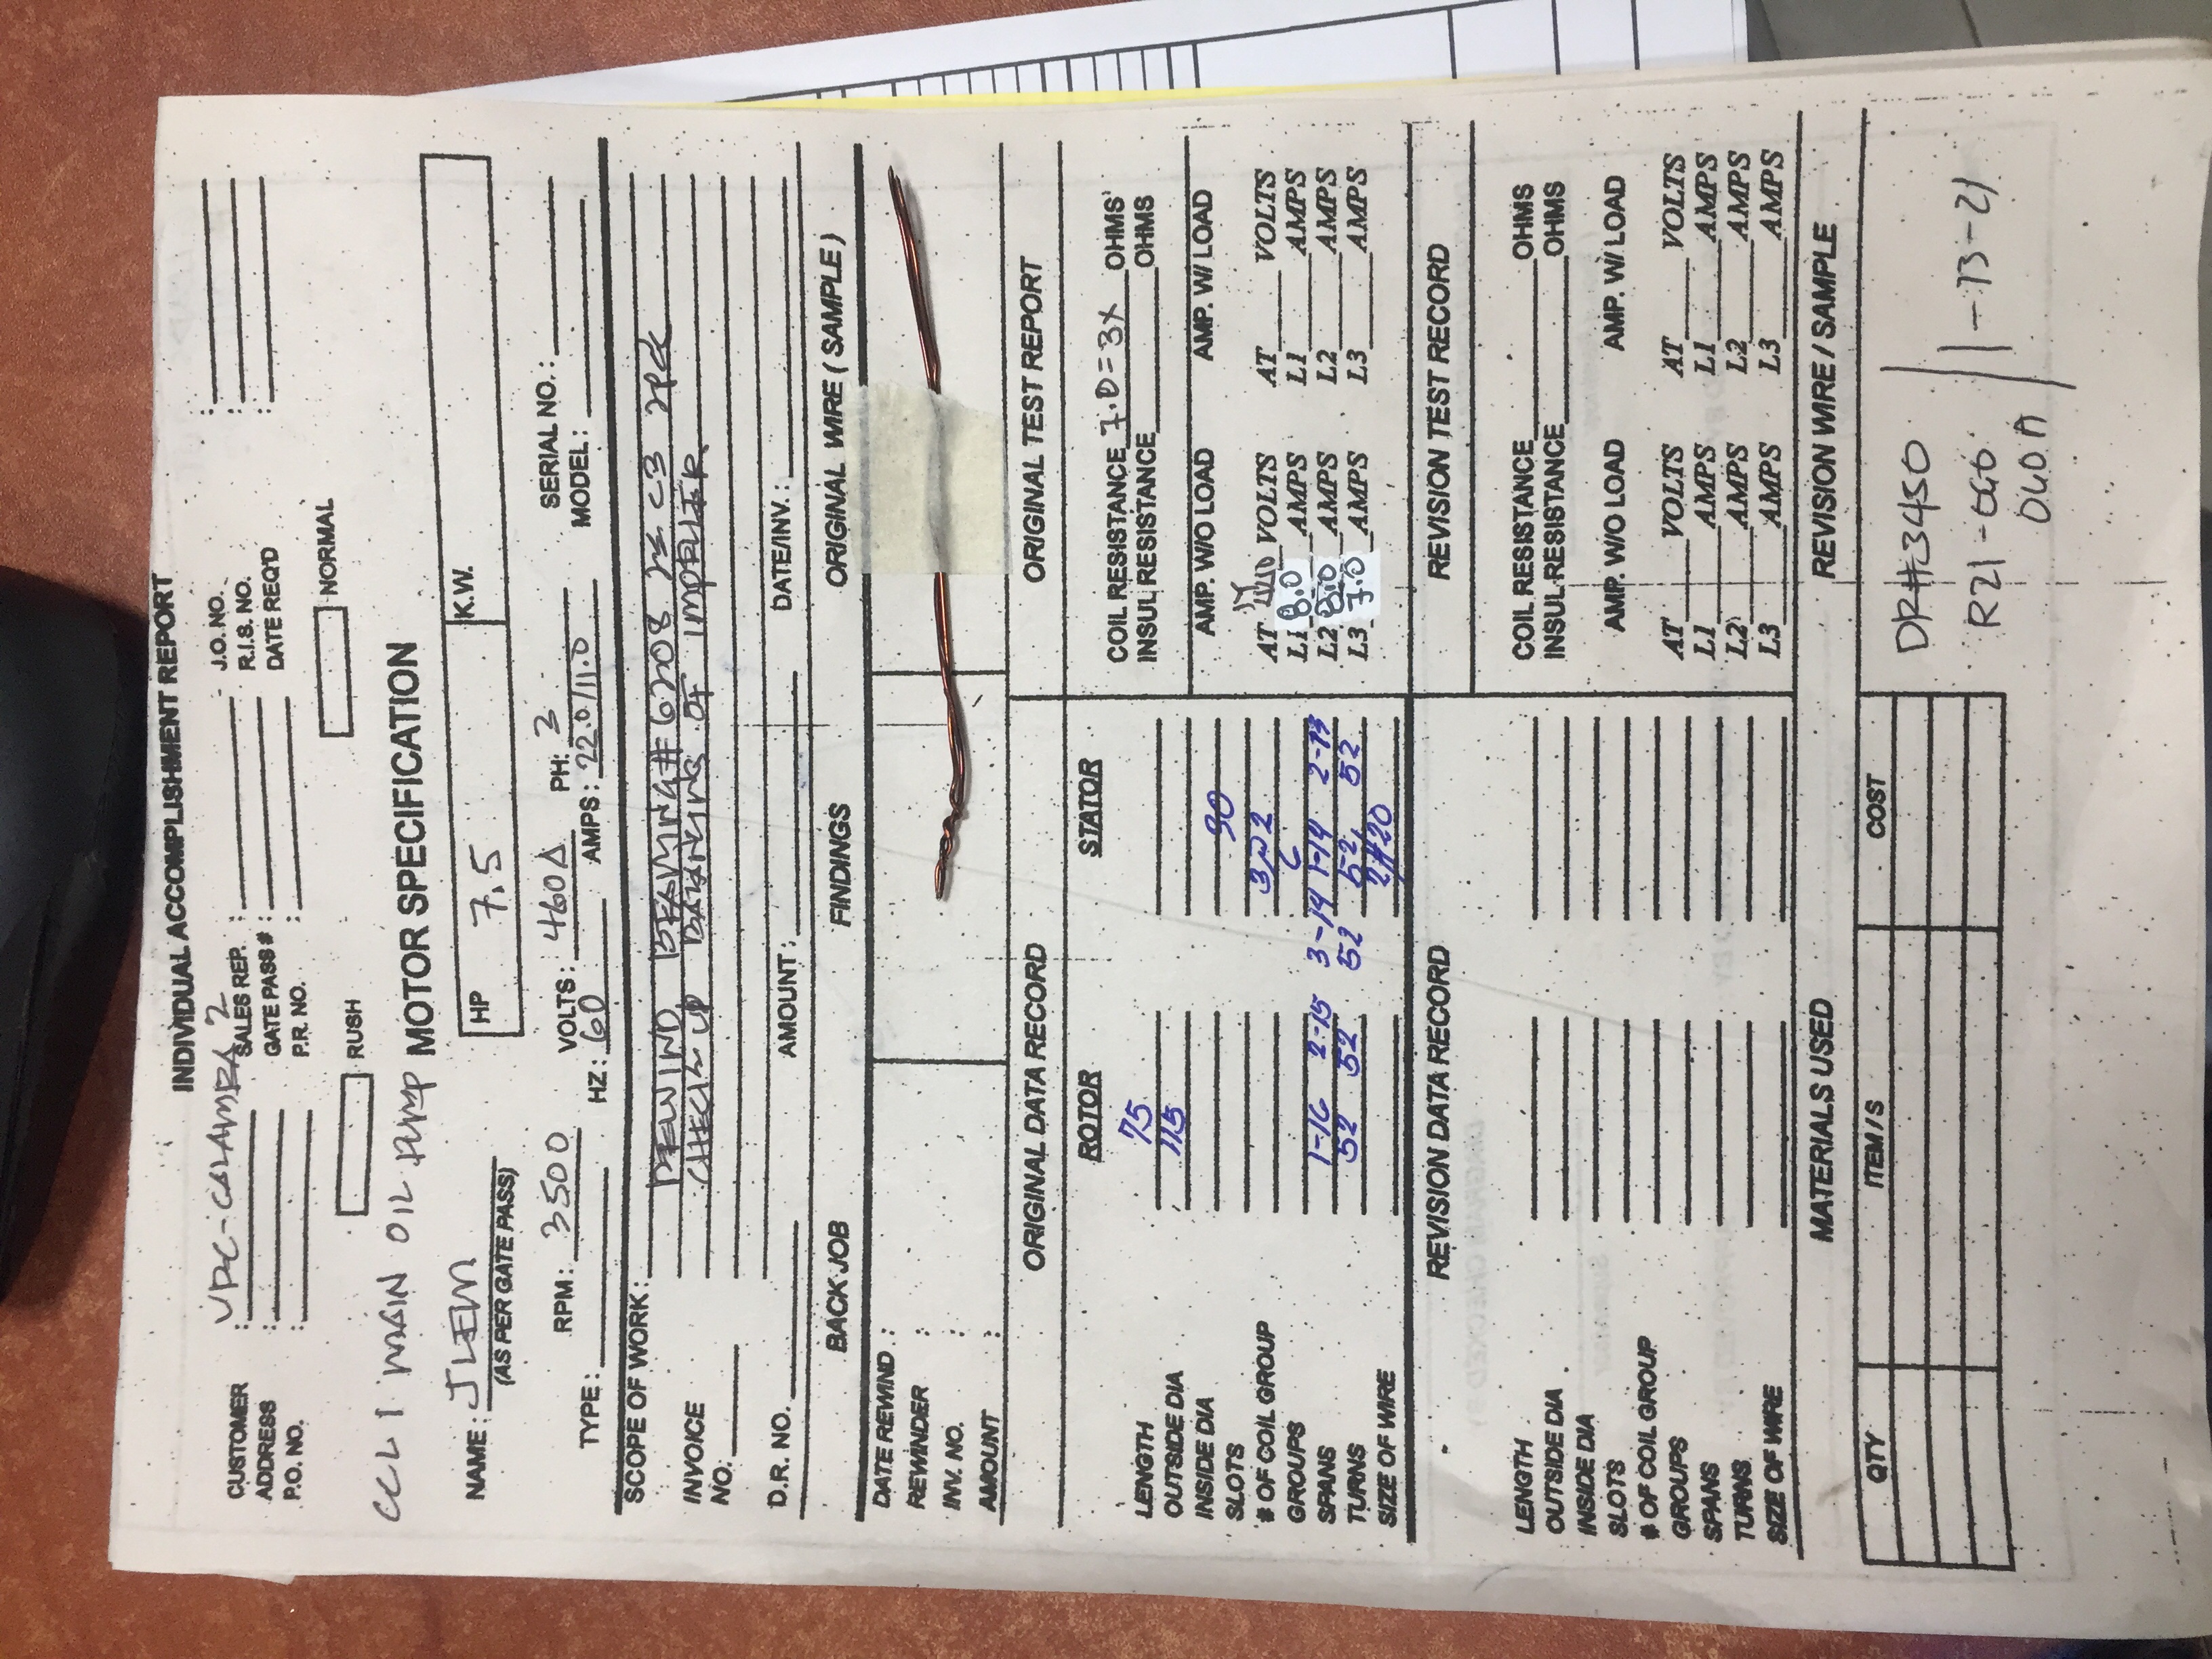 INDIVIDUAL ACCOMPLISHMENT REPORT
CUSTOMER : URC-CALAMBA 2 SALES REP. : J.O. NO. :
ADDRESS : GATE PASS # : R.I.S. NO. :
P.O. NO. : P.R. NO. : DATE REQ'D :
RUSH NORMAL
CCL 1 MAIN OIL PUMP MOTOR SPECIFICATION
NAME : JLEM HP 7.5 K.W.
(AS PER GATE PASS)
RPM : 3500 VOLTS : 460Δ PH: 3 SERIAL NO. :
TYPE : HZ : 60 AMPS : 22.0/11.0 MODEL :
SCOPE OF WORK :
REWIND, BEARING# 6208 2S C3 2PCS
INVOICE CHECK UP BALANCING OF IMPELLER
NO.
D.R. NO. AMOUNT : DATE/INV. :
BACK JOB FINDINGS ORIGINAL WIRE ( SAMPLE )
DATE REWIND :
REWINDER :
INV. NO. :
AMOUNT :
ORIGINAL DATA RECORD ORIGINAL TEST REPORT
ROTOR STATOR
LENGTH 75 COIL RESISTANCE 7.0=3X OHMS'
OUTSIDE DIA 115 INSUL RESISTANCE OHMS
INSIDE DIA AMP. W/O LOAD AMP. W/ LOAD
SLOTS 30
# OF COIL GROUP 3~2 AT 1Y 440 VOLTS AT VOLTS
GROUPS 6 L1 8.0 AMPS L1 AMPS
SPANS 1-16 2-15 3-14 1-14 2-13 L2 8.0 AMPS L2 AMPS
TURNS 52 52 52 52, 52 L3 7.0 AMPS L3 AMPS
SIZE OF WIRE 2#20
REVISION DATA RECORD REVISION TEST RECORD
LENGTH COIL RESISTANCE OHMS
OUTSIDE DIA INSUL RESISTANCE OHMS
INSIDE DIA
SLOTS AMP. W/O LOAD AMP. W/ LOAD
# OF COIL GROUP
GROUPS AT VOLTS AT VOLTS
SPANS L1 AMPS L1 AMPS
TURNS L2 AMPS L2 AMPS
SIZE OF WIRE L3 AMPS L3 AMPS
MATERIALS USED REVISION WIRE / SAMPLE
QTY ITEM / S COST
DR#3450
R21-060 1-13-21
060 A